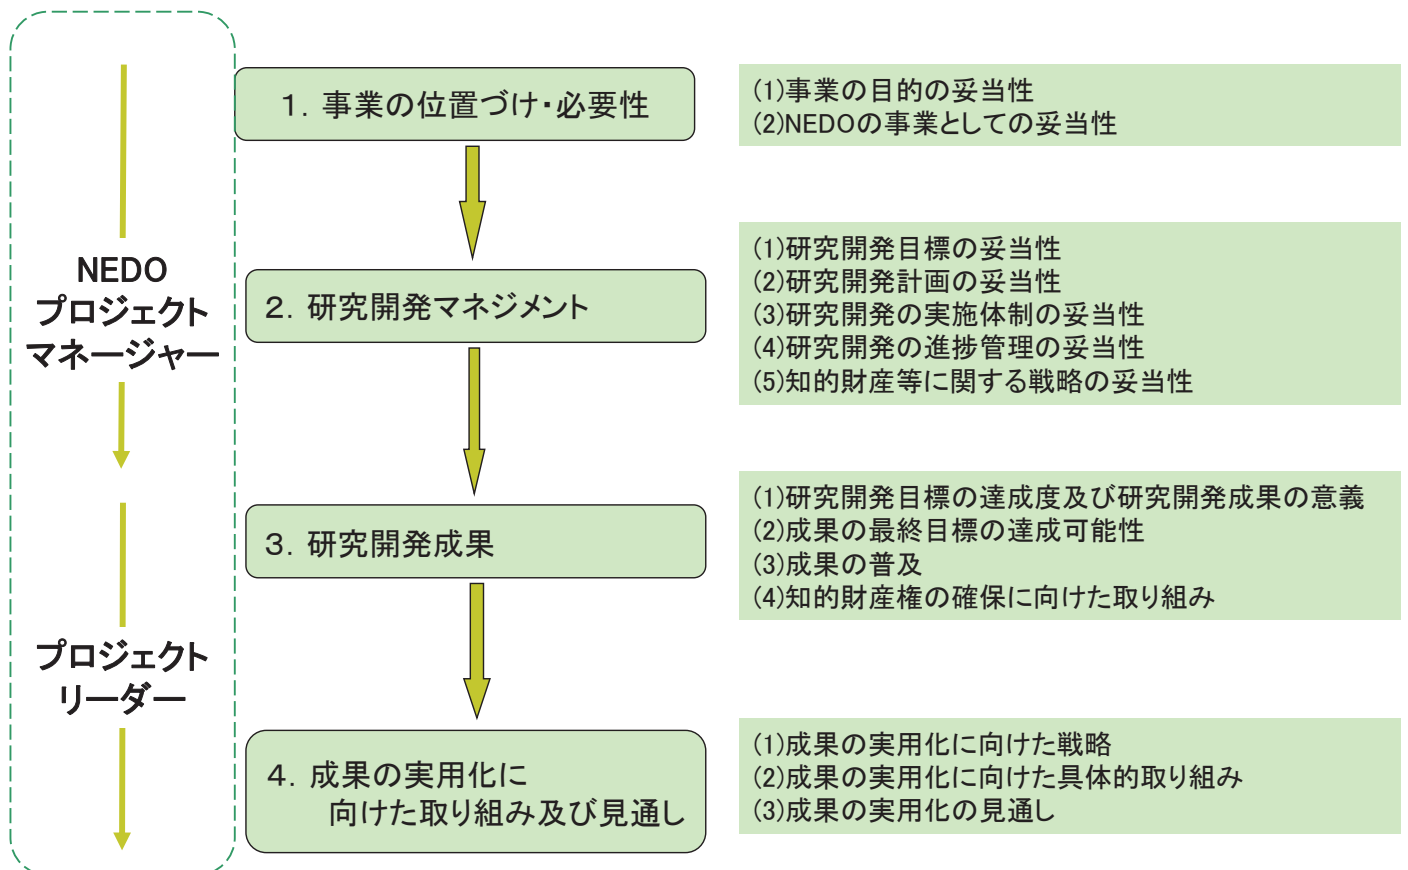 NEDO
プロジェクト
マネージャー
プロジェクト
リーダー
1. 事業の位置づけ・必要性
(1)事業の目的の妥当性
(2)NEDOの事業としての妥当性
2. 研究開発マネジメント
(1)研究開発目標の妥当性
(2)研究開発計画の妥当性
(3)研究開発の実施体制の妥当性
(4)研究開発の進捗管理の妥当性
(5)知的財産等に関する戦略の妥当性
3. 研究開発成果
(1)研究開発目標の達成度及び研究開発成果の意義
(2)成果の最終目標の達成可能性
(3)成果の普及
(4)知的財産権の確保に向けた取り組み
4. 成果の実用化に
向けた取り組み及び見通し
(1)成果の実用化に向けた戦略
(2)成果の実用化に向けた具体的取り組み
(3)成果の実用化の見通し